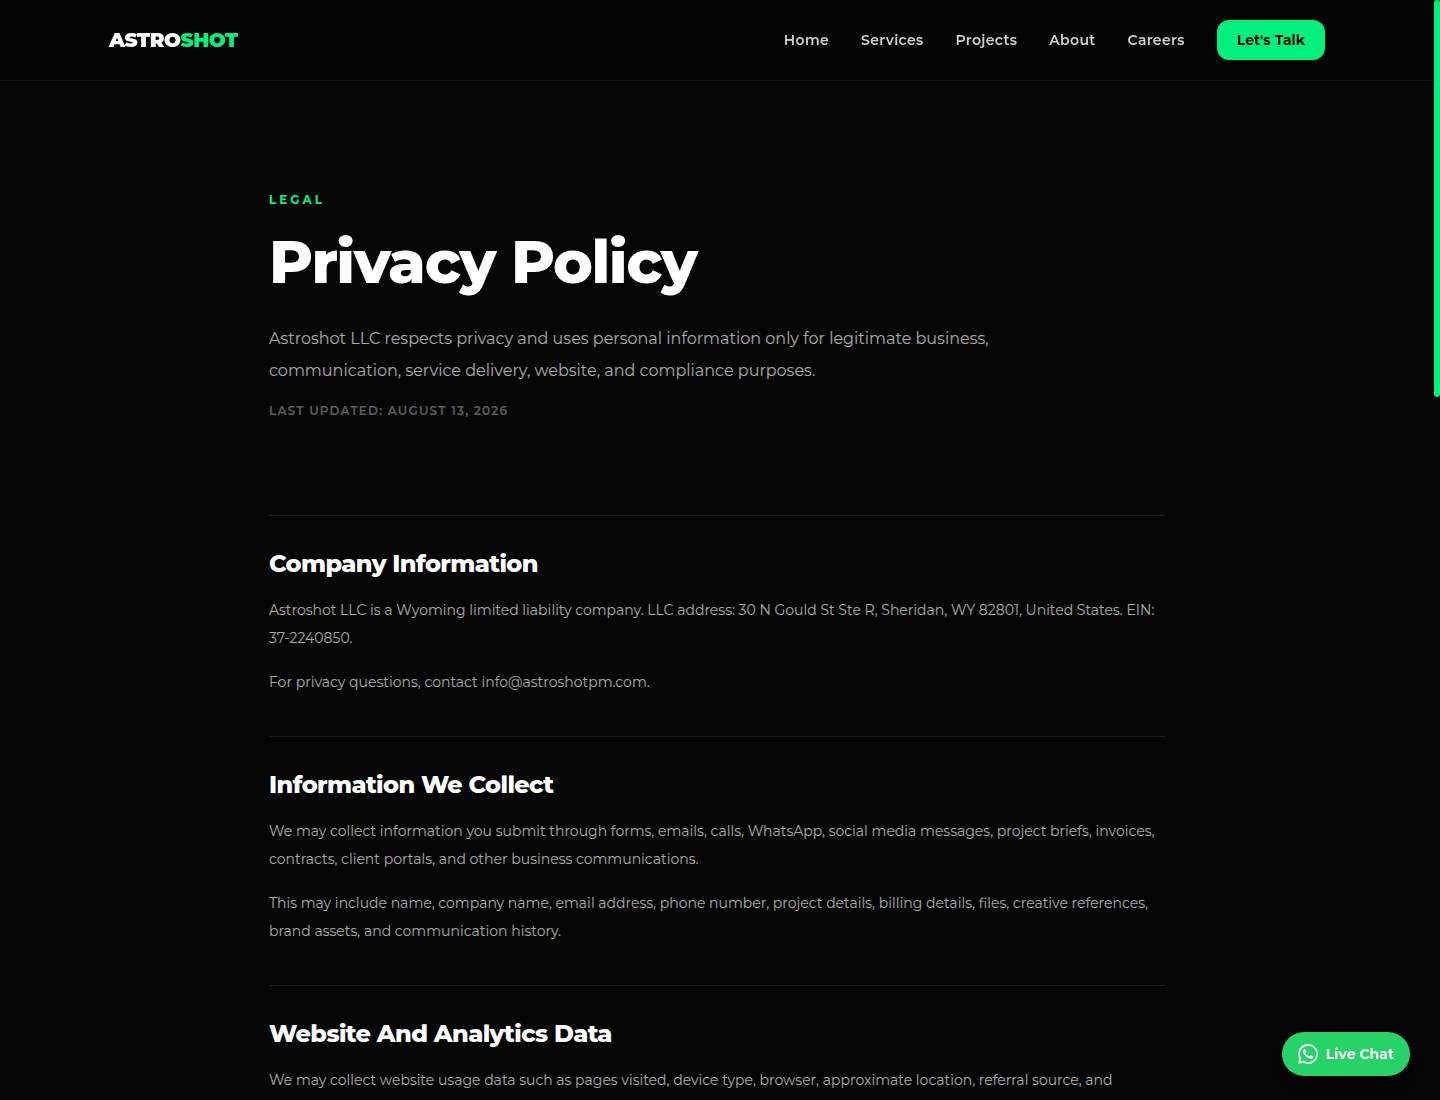 ASTROSHOT
Home Services Projects About Careers Let's Talk
LEGAL
Privacy Policy
Astroshot LLC respects privacy and uses personal information only for legitimate business,
communication, service delivery, website, and compliance purposes.
LAST UPDATED: AUGUST 13, 2026
Company Information
Astroshot LLC is a Wyoming limited liability company. LLC address: 30 N Gould St Ste R, Sheridan, WY 82801, United States. EIN:
37-2240850.
For privacy questions, contact info@astroshotpm.com.
Information We Collect
We may collect information you submit through forms, emails, calls, WhatsApp, social media messages, project briefs, invoices,
contracts, client portals, and other business communications.
This may include name, company name, email address, phone number, project details, billing details, files, creative references,
brand assets, and communication history.
Website And Analytics Data
We may collect website usage data such as pages visited, device type, browser, approximate location, referral source, and
Live Chat